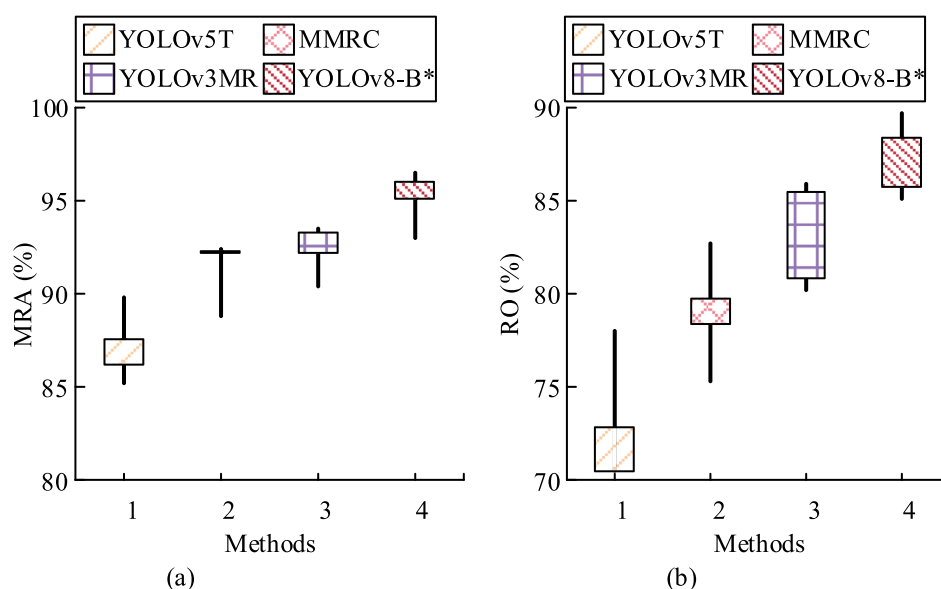 YOLOv5T MMRC
YOLOv3MR YOLOv8-B*
100
95
90
85
80
MRA (%)
1 2 3 4
Methods
(a)
YOLOv5T MMRC
YOLOv3MR YOLOv8-B*
90
85
80
75
70
RO (%)
1 2 3 4
Methods
(b)